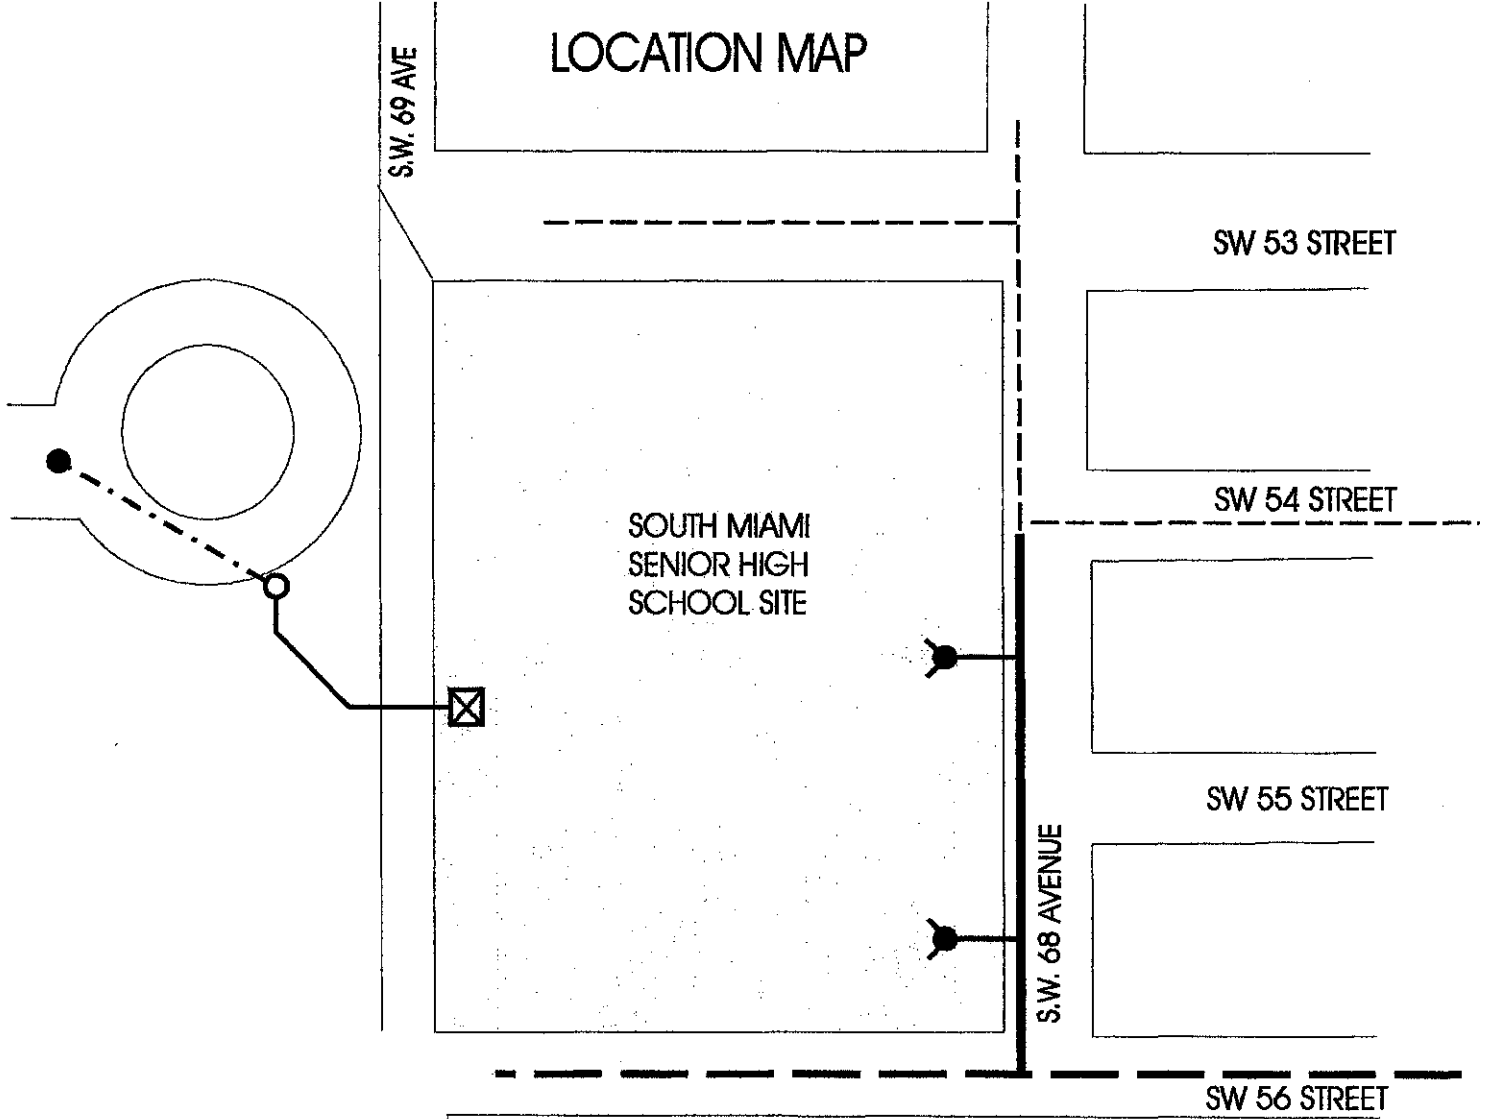 LOCATION MAP
S.W. 69 AVE
SW 53 STREET
SW 54 STREET
SOUTH MIAMI
SENIOR HIGH
SCHOOL SITE
SW 55 STREET
S.W. 68 AVENUE
SW 56 STREET